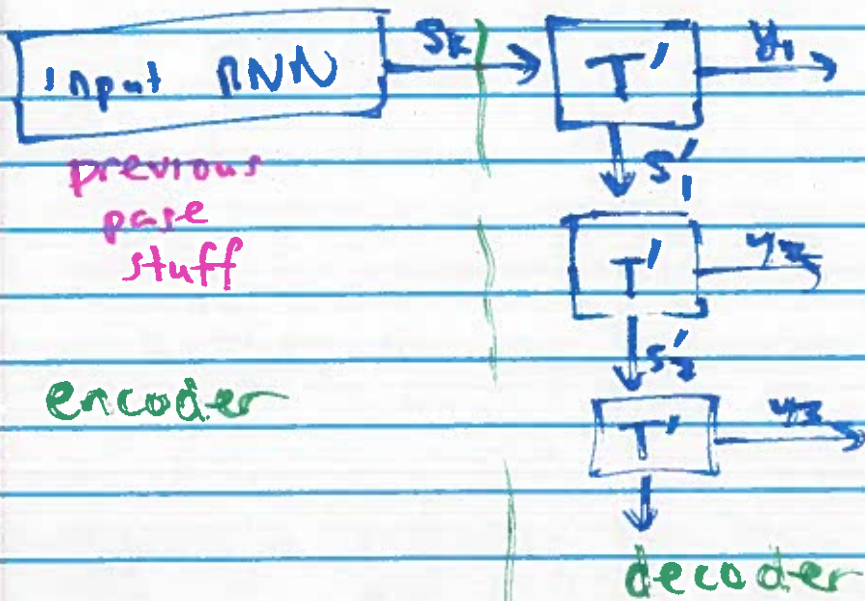 Input RNN
Sk
T'
y1
previous
page
stuff
S'1
T'
y2
encoder
S'2
T'
y3
decoder